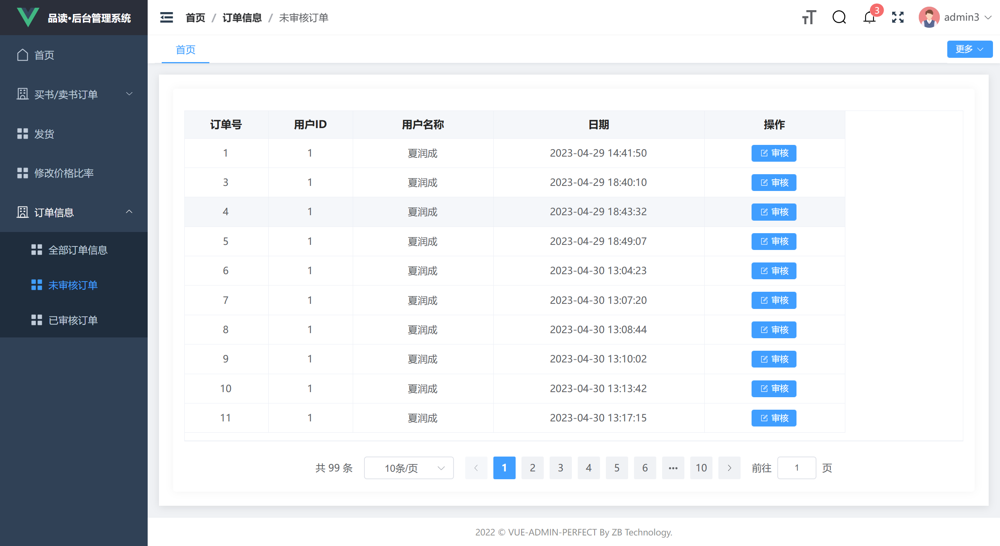 品读•后台管理系统
首页 / 订单信息 / 未审核订单
3
admin3
首页
更多
首页
买书/卖书订单
发货
修改价格比率
订单信息
全部订单信息
未审核订单
已审核订单
订单号 用户ID 用户名称 日期 操作
1 1 夏润成 2023-04-29 14:41:50 审核
3 1 夏润成 2023-04-29 18:40:10 审核
4 1 夏润成 2023-04-29 18:43:32 审核
5 1 夏润成 2023-04-29 18:49:07 审核
6 1 夏润成 2023-04-30 13:04:23 审核
7 1 夏润成 2023-04-30 13:07:20 审核
8 1 夏润成 2023-04-30 13:08:44 审核
9 1 夏润成 2023-04-30 13:10:02 审核
10 1 夏润成 2023-04-30 13:13:42 审核
11 1 夏润成 2023-04-30 13:17:15 审核
共 99 条 10条/页 1 2 3 4 5 6 ••• 10 前往 1 页
2022 © VUE-ADMIN-PERFECT By ZB Technology.